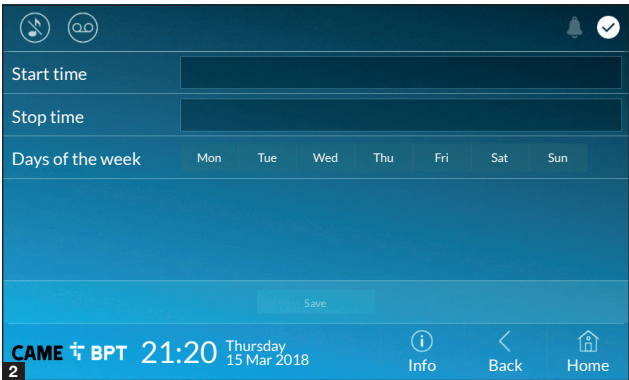 Start time
Stop time
Days of the week Mon Tue Wed Thu Fri Sat Sun
Save
CAME BPT 21:20 Thursday
15 Mar 2018
Info Back Home
2